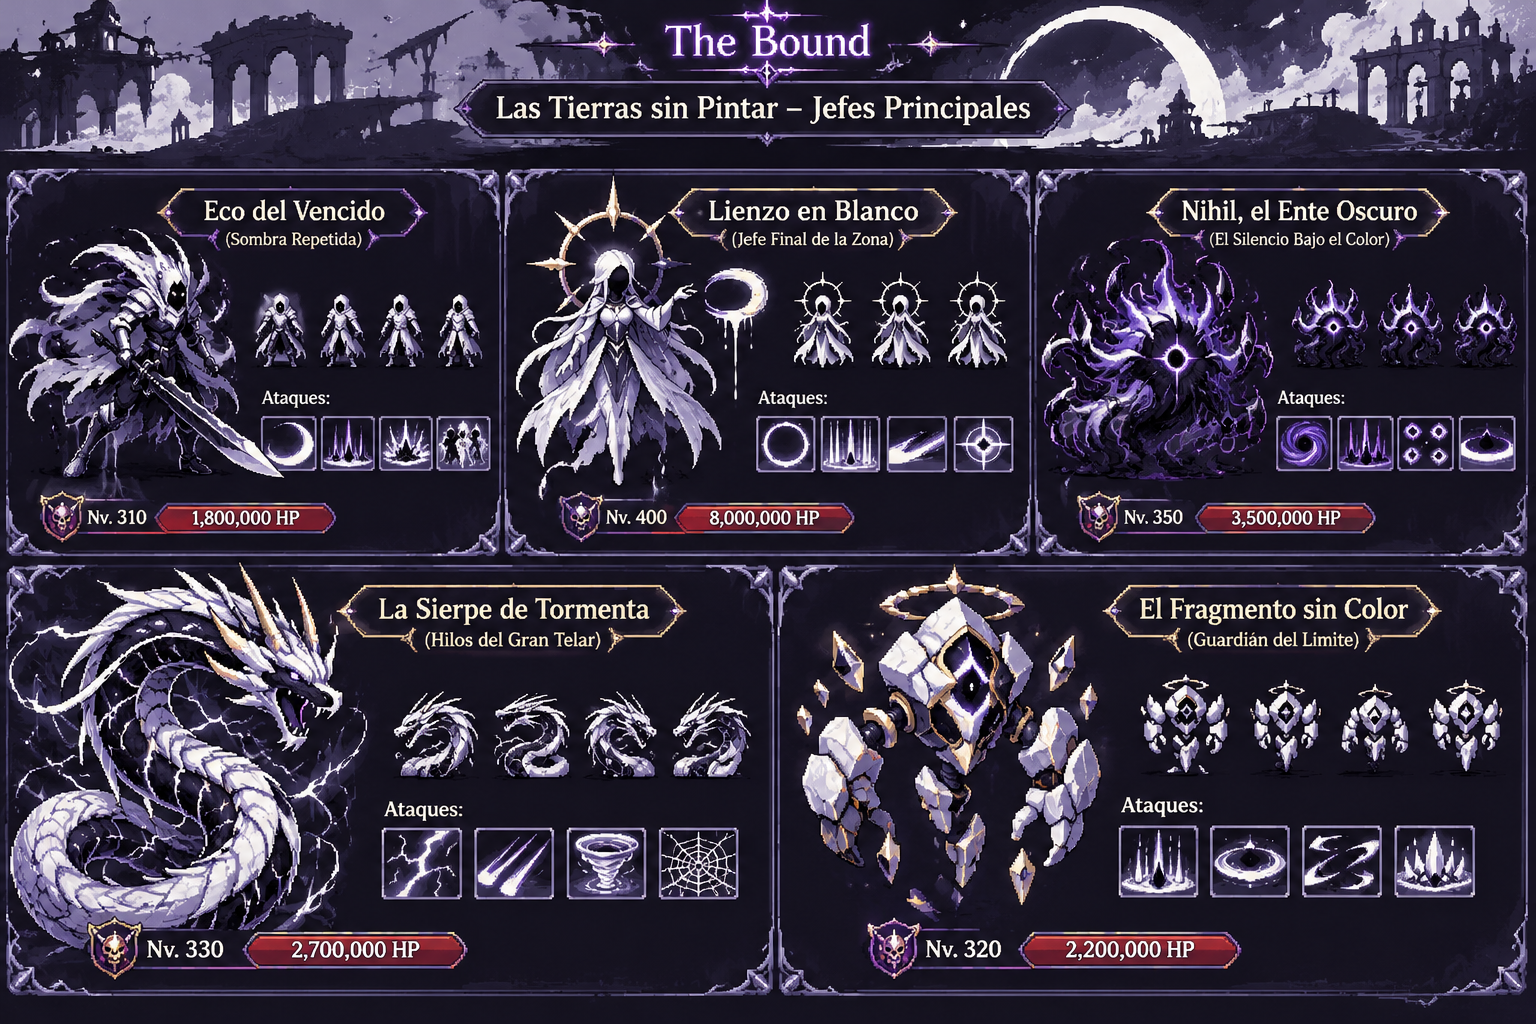 The Bound
Las Tierras sin Pintar – Jefes Principales
Eco del Vencido
(Sombra Repetida)
Ataques:
Nv. 310
1,800,000 HP
Lienzo en Blanco
(Jefe Final de la Zona)
Ataques:
Nv. 400
8,000,000 HP
Nihil, el Ente Oscuro
(El Silencio Bajo el Color)
Ataques:
Nv. 350
3,500,000 HP
La Sierpe de Tormenta
(Hilos del Gran Telar)
Ataques:
Nv. 330
2,700,000 HP
El Fragmento sin Color
(Guardián del Limite)
Ataques:
Nv. 320
2,200,000 HP